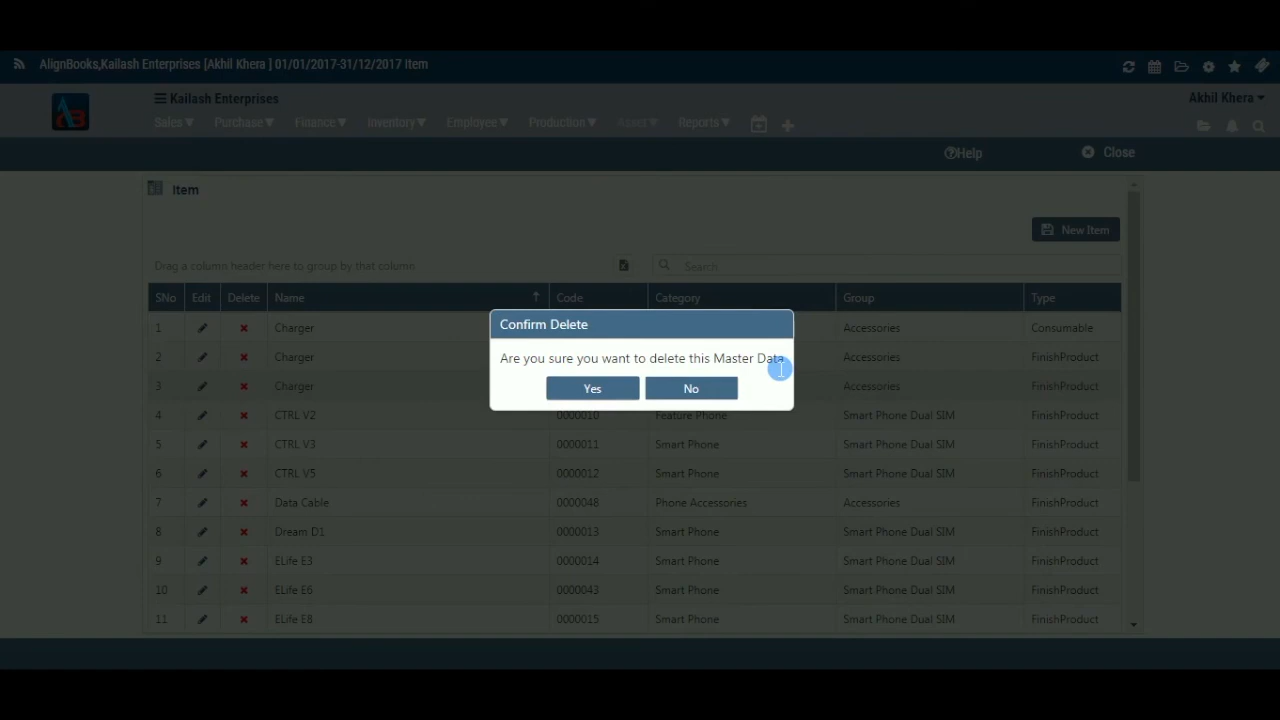 AlignBooks,Kailash Enterprises [Akhil Khera ] 01/01/2017-31/12/2017 Item
Kailash Enterprises
Akhil Khera
Sales Purchase Finance Inventory Employee Production Asset Reports
Help Close
Item
New Item
Drag a column header here to group by that column Search
SNo Edit Delete Name Code Category Group Type
1 Charger Accessories Consumable
2 Charger Accessories FinishProduct
3 Charger Accessories FinishProduct
Confirm Delete
Are you sure you want to delete this Master Data
Yes No
4 CTRL V2 0000010 Feature Phone Smart Phone Dual SIM FinishProduct
5 CTRL V3 0000011 Smart Phone Smart Phone Dual SIM FinishProduct
6 CTRL V5 0000012 Smart Phone Smart Phone Dual SIM FinishProduct
7 Data Cable 0000048 Phone Accessories Accessories FinishProduct
8 Dream D1 0000013 Smart Phone Smart Phone Dual SIM FinishProduct
9 ELife E3 0000014 Smart Phone Smart Phone Dual SIM FinishProduct
10 ELife E6 0000043 Smart Phone Smart Phone Dual SIM FinishProduct
11 ELife E8 0000015 Smart Phone Smart Phone Dual SIM FinishProduct